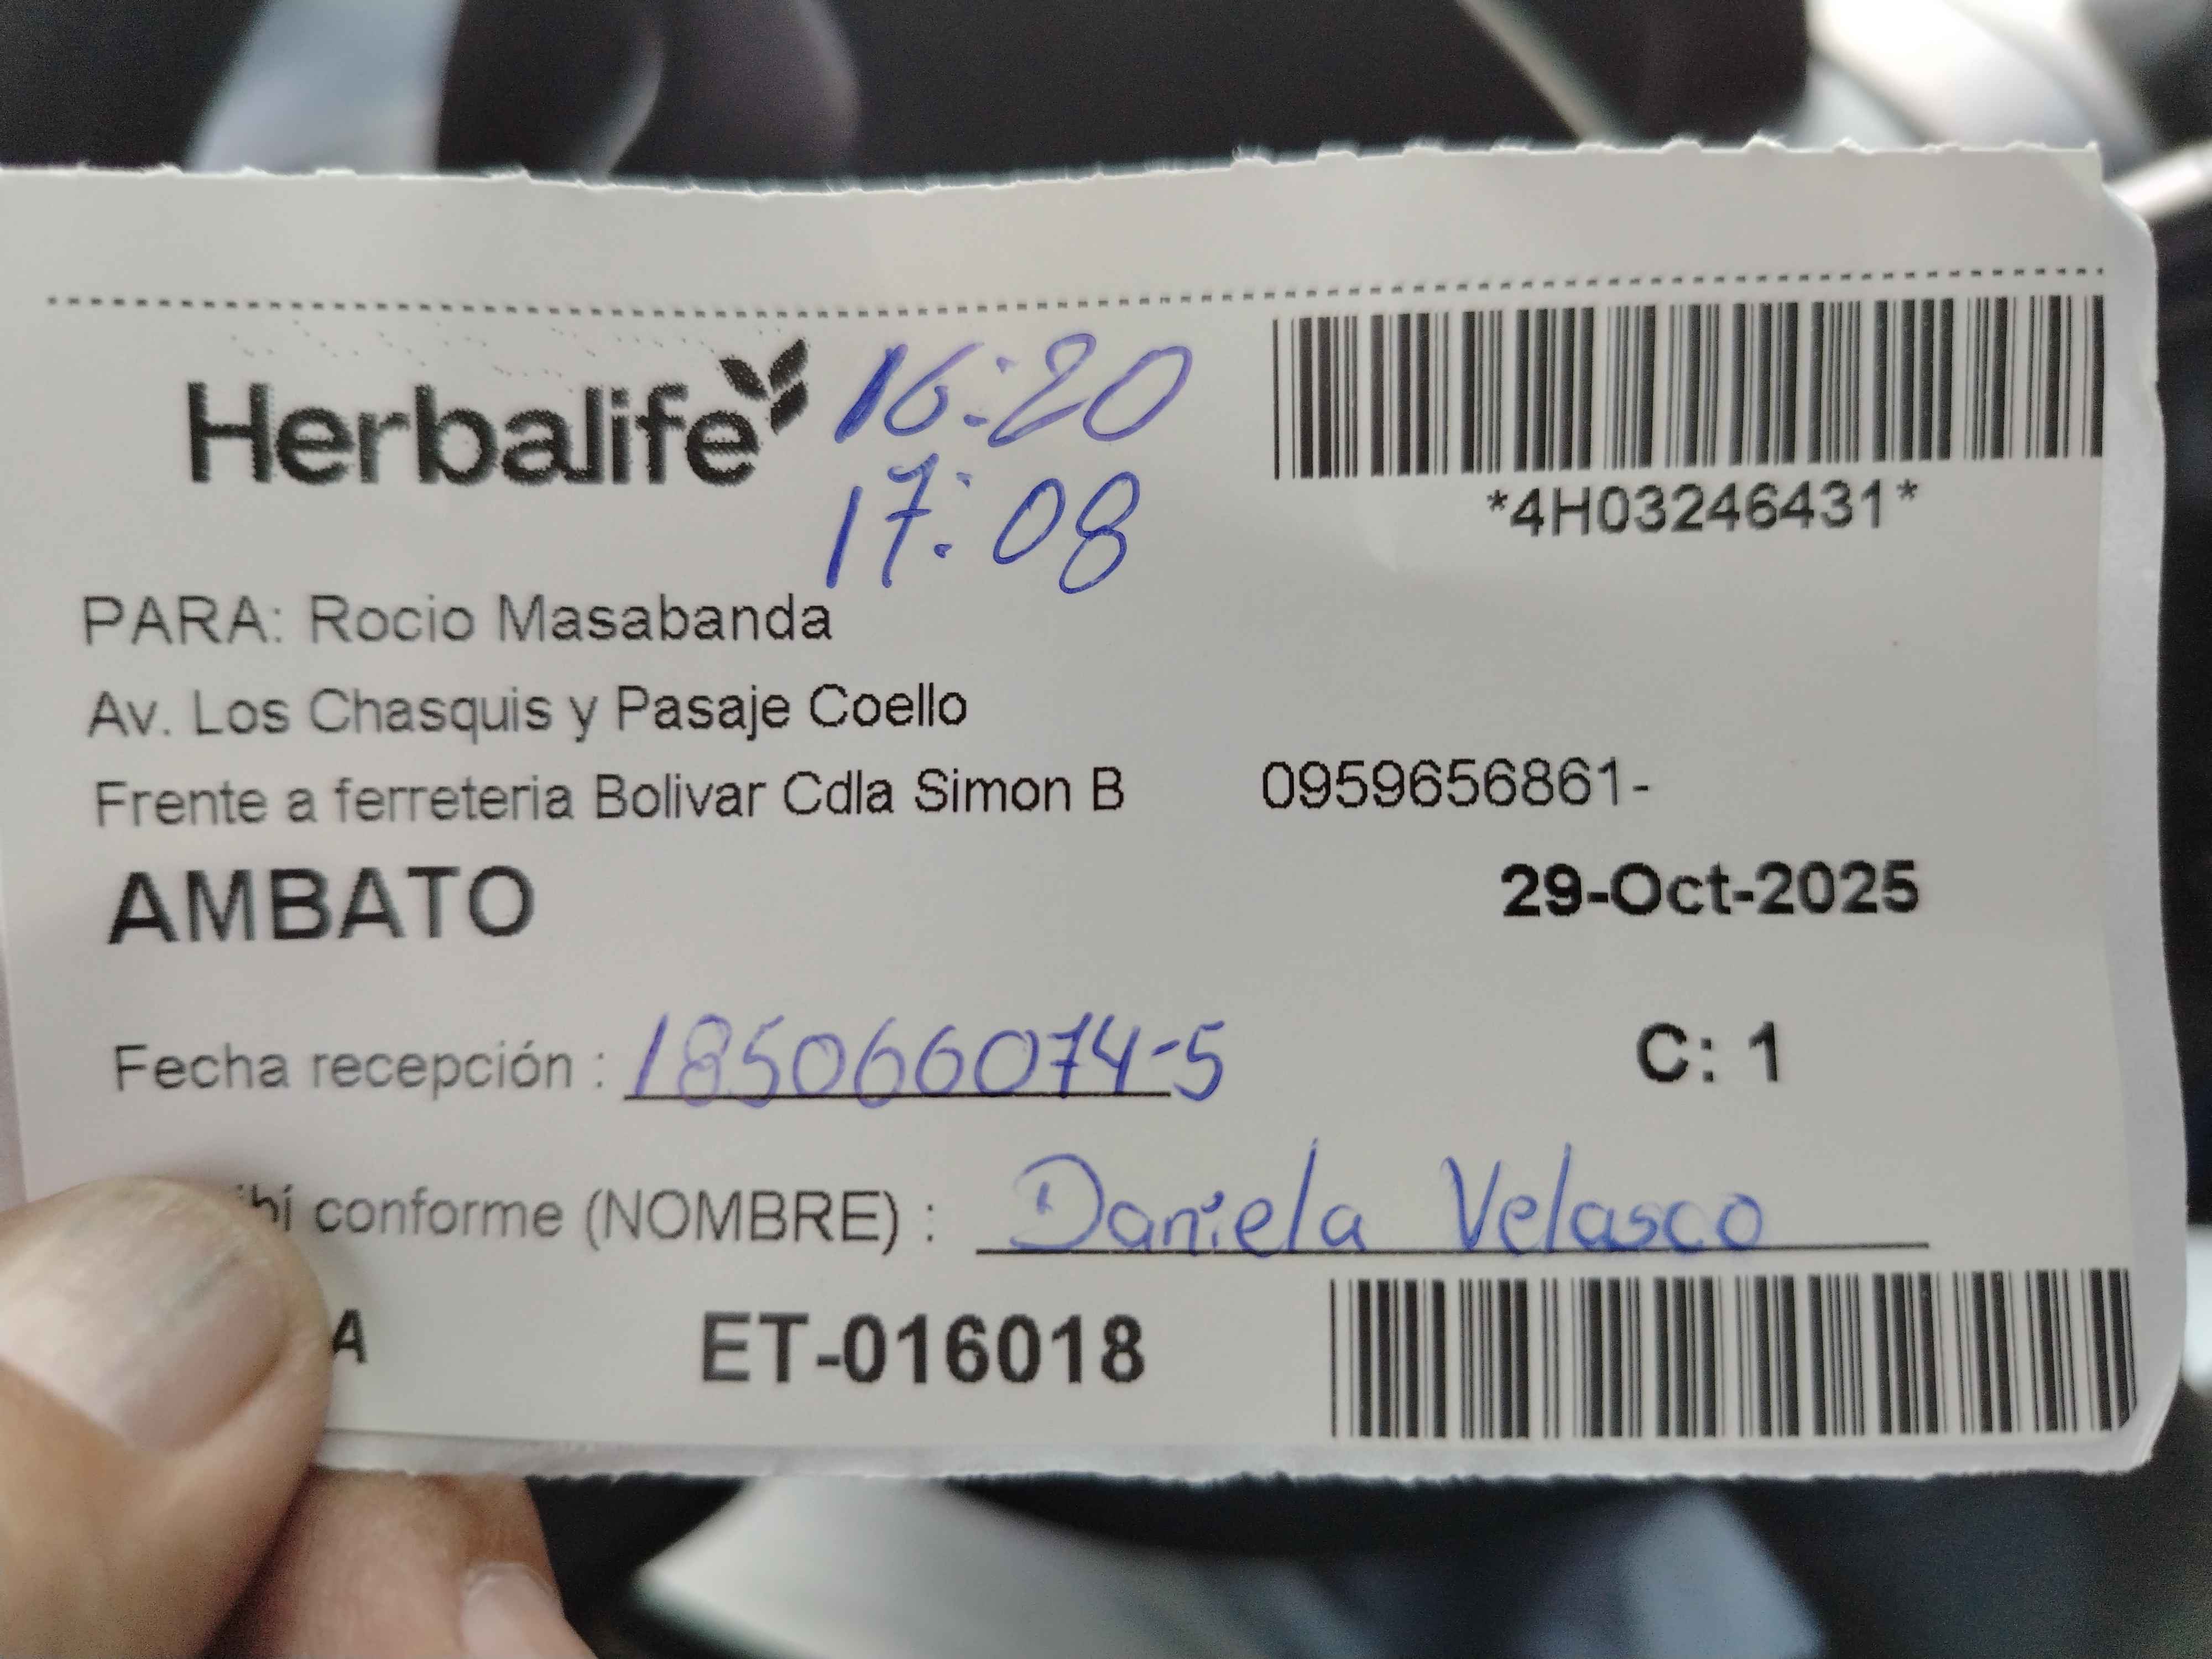 Herbalife
16:20
17:08
*4H03246431*
PARA: Rocio Masabanda
Av. Los Chasquis y Pasaje Coello
Frente a ferreteria Bolivar Cdla Simon B 0959656861-
AMBATO
29-Oct-2025
Fecha recepción : 185066074-5
C: 1
conforme (NOMBRE) : Daniela Velasco
ET-016018